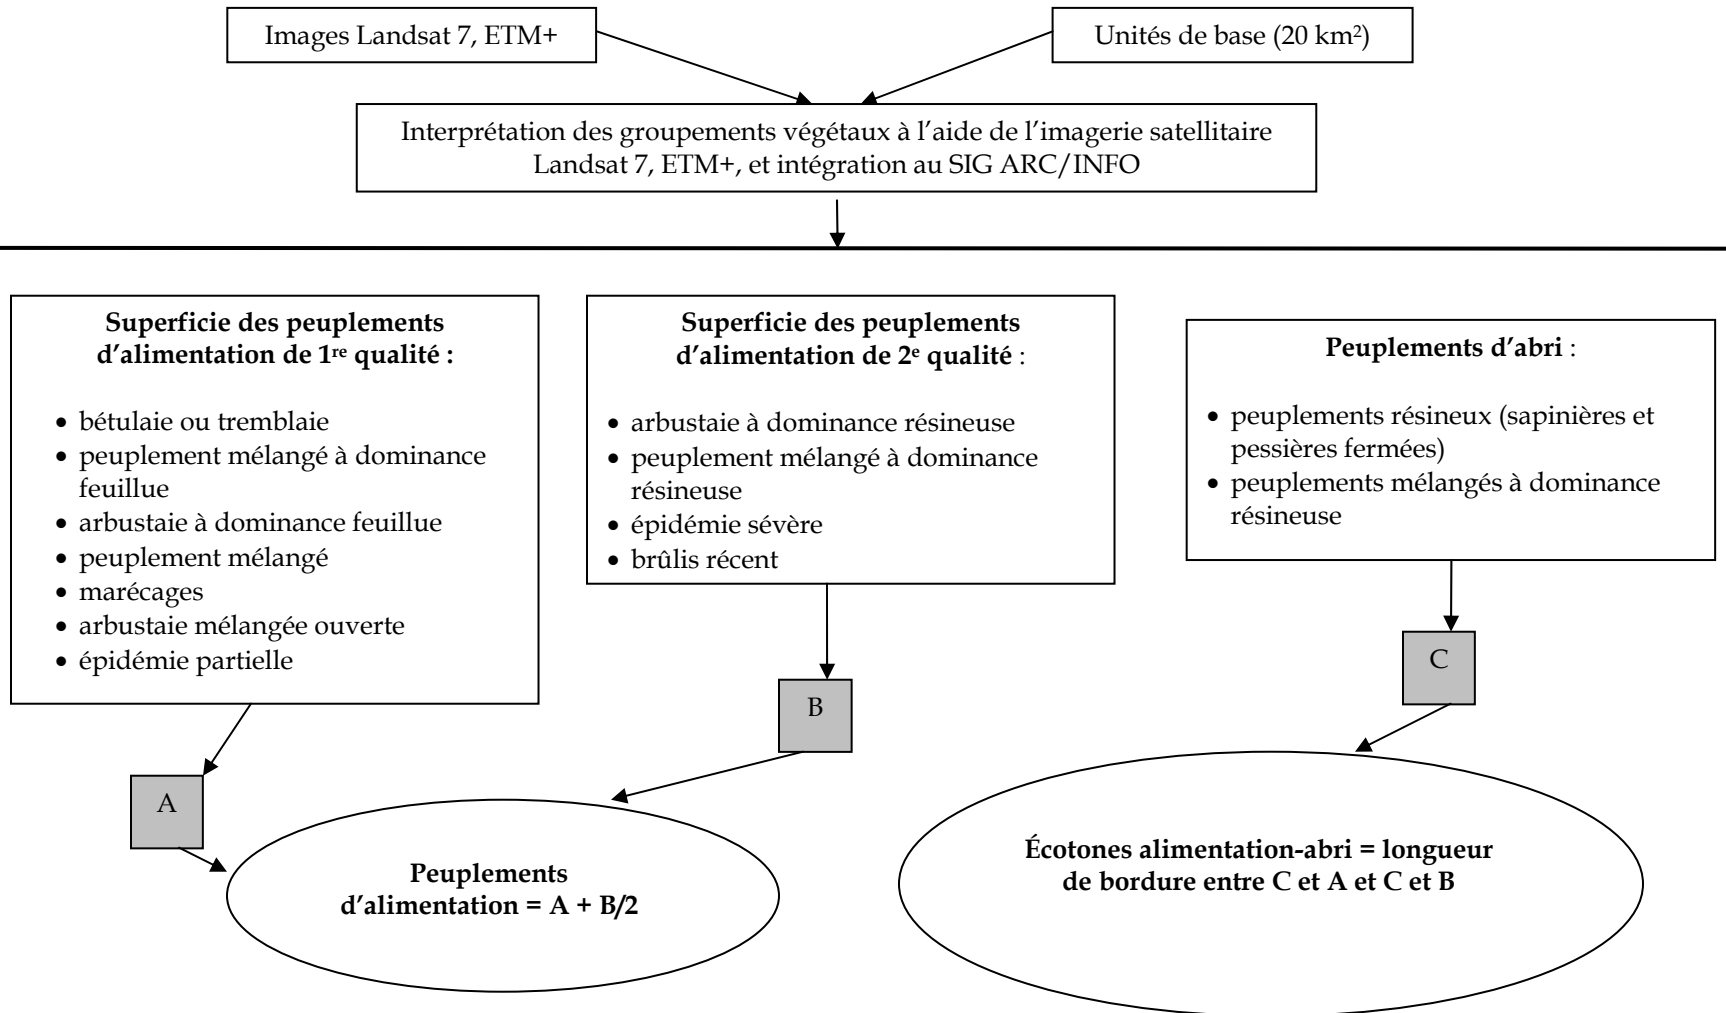 Images Landsat 7, ETM+
Unités de base (20 km²)
Interprétation des groupements végétaux à l’aide de l’imagerie satellitaire
Landsat 7, ETM+, et intégration au SIG ARC/INFO
Superficie des peuplements
d’alimentation de 1re qualité :
• bétulaie ou tremblaie
• peuplement mélangé à dominance
feuillue
• arbustaie à dominance feuillue
• peuplement mélangé
• marécages
• arbustaie mélangée ouverte
• épidémie partielle
Superficie des peuplements
d’alimentation de 2e qualité :
• arbustaie à dominance résineuse
• peuplement mélangé à dominance
résineuse
• épidémie sévère
• brûlis récent
Peuplements d’abri :
• peuplements résineux (sapinières et
pessières fermées)
• peuplements mélangés à dominance
résineuse
A
B
C
Peuplements
d’alimentation = A + B/2
Écotones alimentation-abri = longueur
de bordure entre C et A et C et B